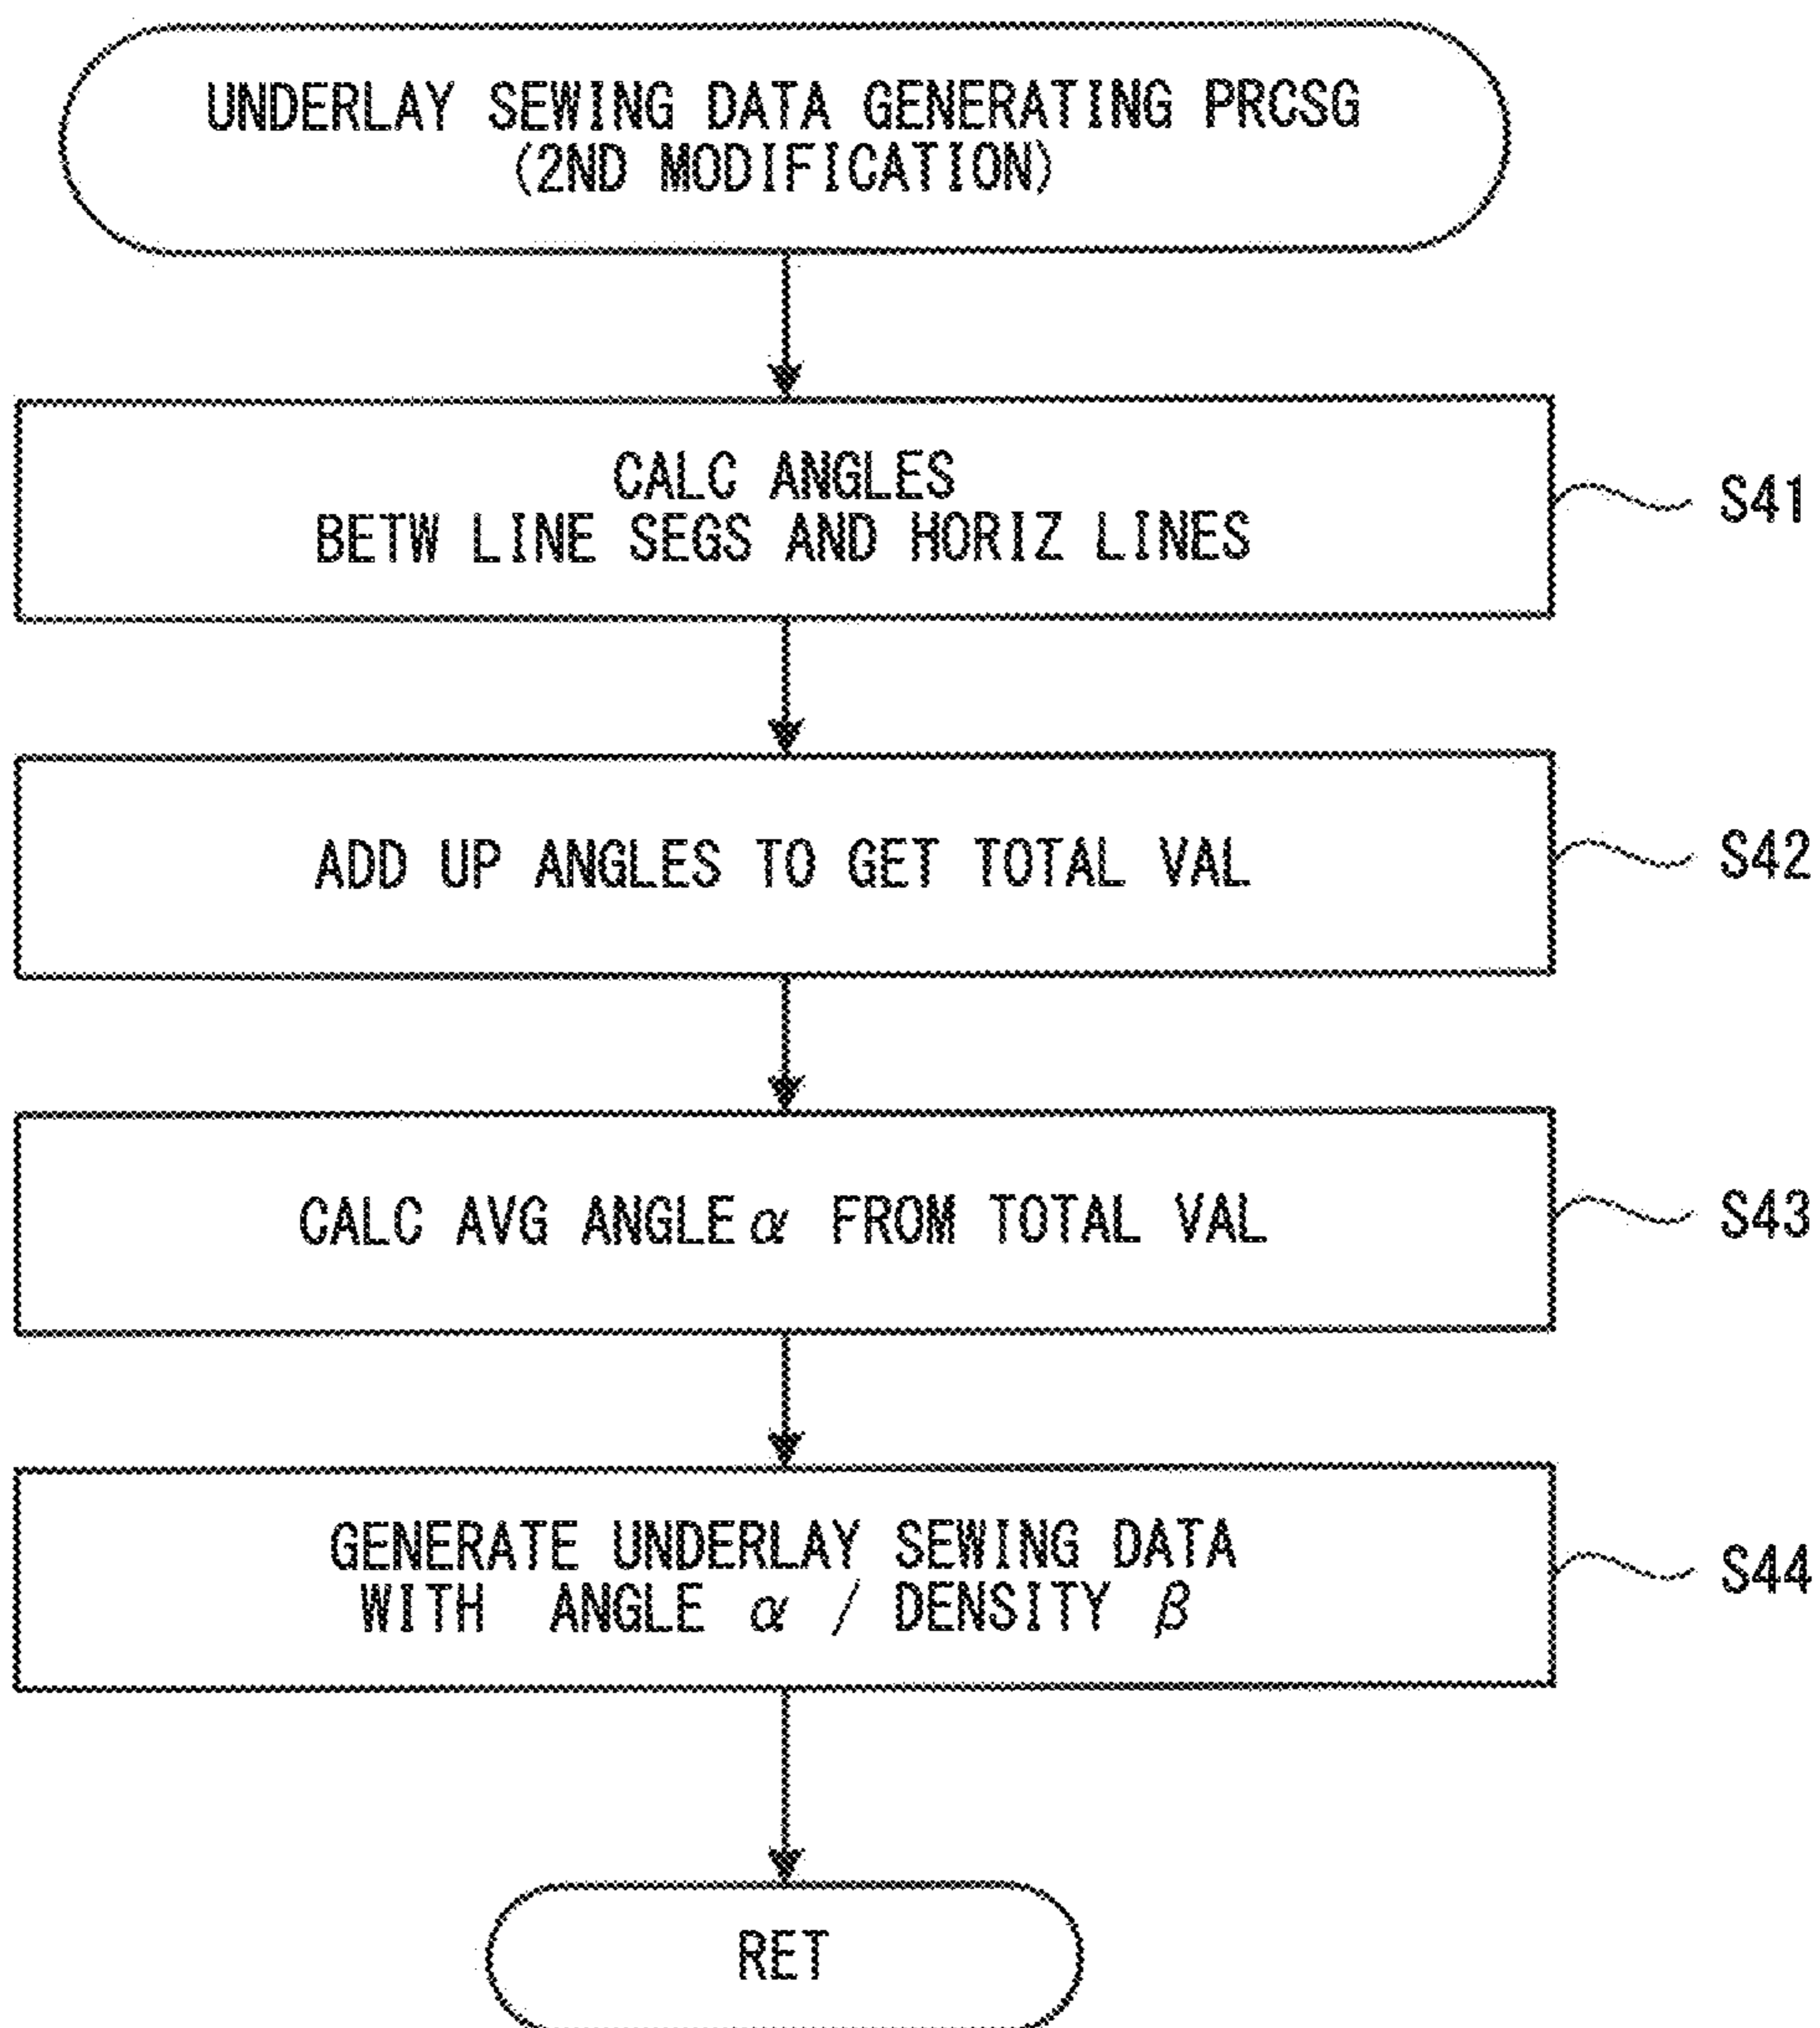 UNDERLAY SEWING DATA GENERATING PRCSG
(2ND MODIFICATION)
CALC ANGLES
BETW LINE SEGS AND HORIZ LINES
S41
ADD UP ANGLES TO GET TOTAL VAL
S42
CALC AVG ANGLE α FROM TOTAL VAL
S43
GENERATE UNDERLAY SEWING DATA
WITH ANGLE α / DENSITY β
S44
RET